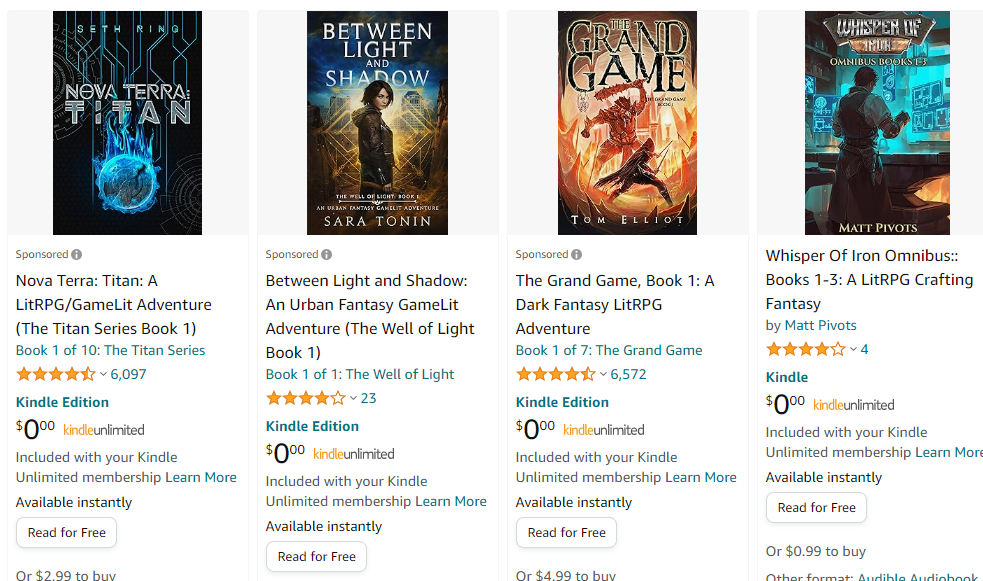 SETH RING
NOVA TERRA:
TITAN
Sponsored
Nova Terra: Titan: A
LitRPG/GameLit Adventure
(The Titan Series Book 1)
Book 1 of 10: The Titan Series
6,097
Kindle Edition
$000 kindleunlimited
Included with your Kindle
Unlimited membership Learn More
Available instantly
Read for Free
Or $2.99 to buy
BETWEEN
LIGHT
AND
SHADOW
THE WELL OF LIGHT: BOOK 1
AN URBAN FANTASY GAMELIT ADVENTURE
SARA TONIN
Sponsored
Between Light and Shadow:
An Urban Fantasy GameLit
Adventure (The Well of Light
Book 1)
Book 1 of 1: The Well of Light
23
Kindle Edition
$000 kindleunlimited
Included with your Kindle
Unlimited membership Learn More
Available instantly
Read for Free
THE
GRAND
GAME
THE GRAND GAME
BOOK 1
TOM ELLIOT
Sponsored
The Grand Game, Book 1: A
Dark Fantasy LitRPG
Adventure
Book 1 of 7: The Grand Game
6,572
Kindle Edition
$000 kindleunlimited
Included with your Kindle
Unlimited membership Learn More
Available instantly
Read for Free
Or $4.99 to buy
WHISPER OF
IRON
OMNIBUS BOOKS 1-3
MATT PIVOTS
Whisper Of Iron Omnibus::
Books 1-3: A LitRPG Crafting
Fantasy
by Matt Pivots
4
Kindle
$000 kindleunlimited
Included with your Kindle
Unlimited membership Learn More
Available instantly
Read for Free
Or $0.99 to buy
Other format: Audible Audiobook